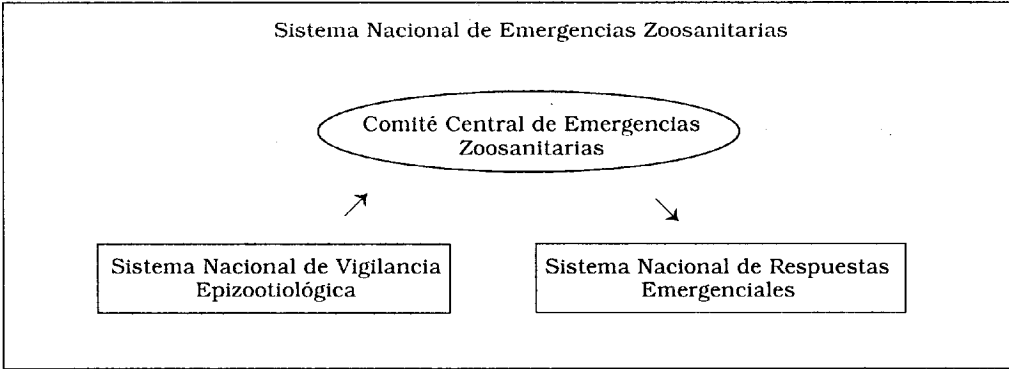 Sistema Nacional de Emergencias Zoosanitarias
Comité Central de Emergencias
Zoosanitarias
Sistema Nacional de Vigilancia
Epizootiológica
Sistema Nacional de Respuestas
Emergenciales